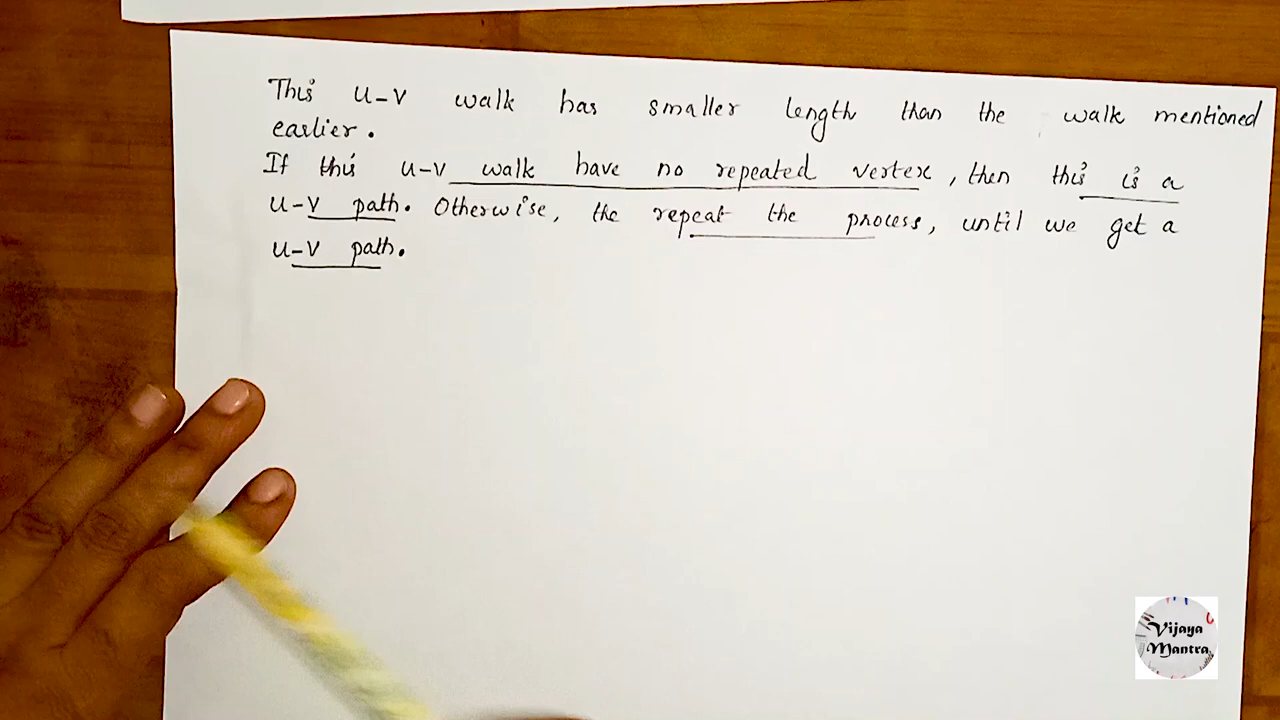 This u-v walk has smaller length than the walk mentioned
earlier.
If this u-v walk have no repeated vertex, then this is a
u-v path. Otherwise, the repeat the process, until we get a
u-v path.
Vijaya
Mantra